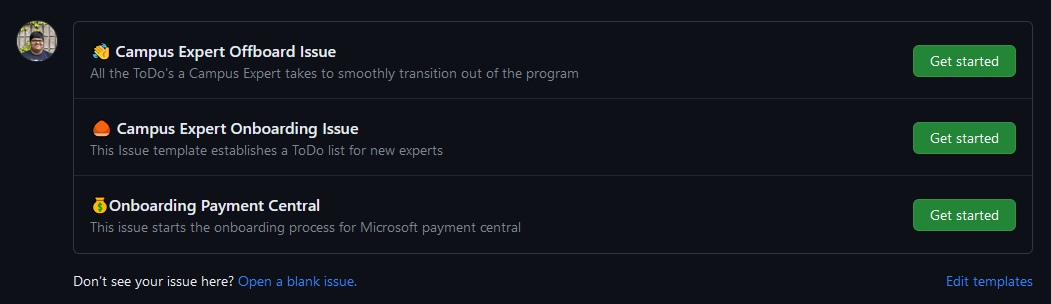 👋 Campus Expert Offboard Issue
All the ToDo's a Campus Expert takes to smoothly transition out of the program
Get started
Campus Expert Onboarding Issue
This Issue template establishes a ToDo list for new experts
Get started
💰Onboarding Payment Central
This issue starts the onboarding process for Microsoft payment central
Get started
Don't see your issue here? Open a blank issue.
Edit templates